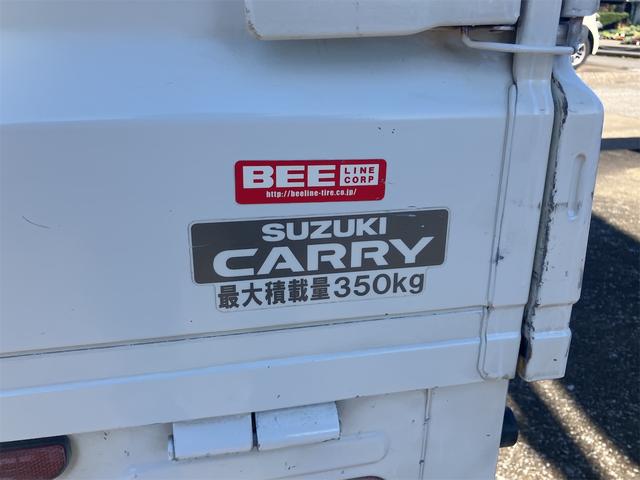 BEE LINE
CORP
http://beeline-tire.co.jp/
SUZUKI
CARRY
最大積載量350kg